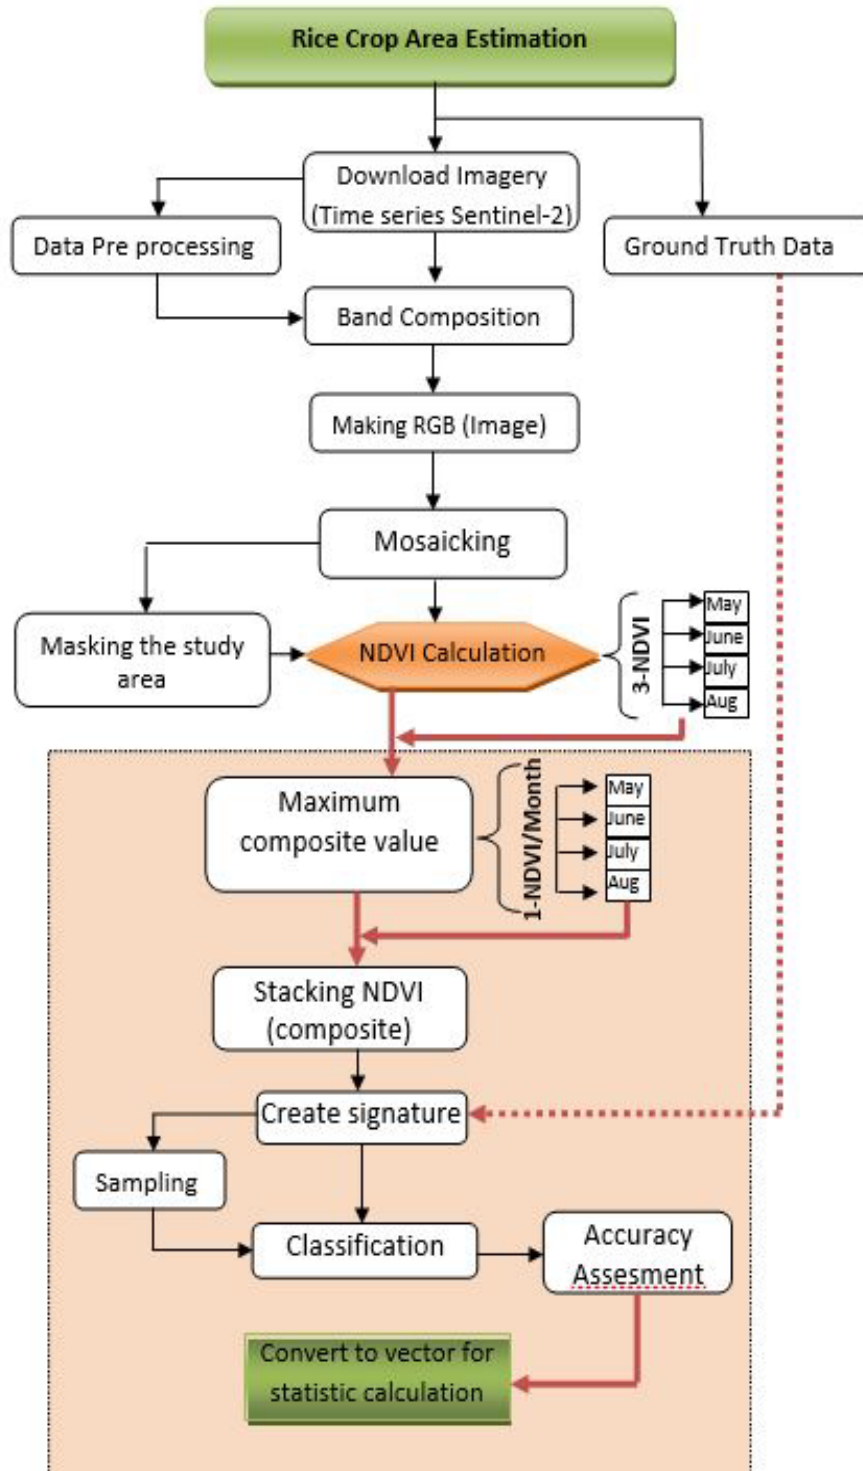 Rice Crop Area Estimation
Download Imagery
(Time series Sentinel-2)
Data Pre processing
Ground Truth Data
Band Composition
Making RGB (Image)
Mosaicking
Masking the study
area
NDVI Calculation
3-NDVI
May
June
July
Aug
Maximum
composite value
1-NDVI/Month
May
June
July
Aug
Stacking NDVI
(composite)
Create signature
Sampling
Classification
Accuracy
Assesment
Convert to vector for
statistic calculation